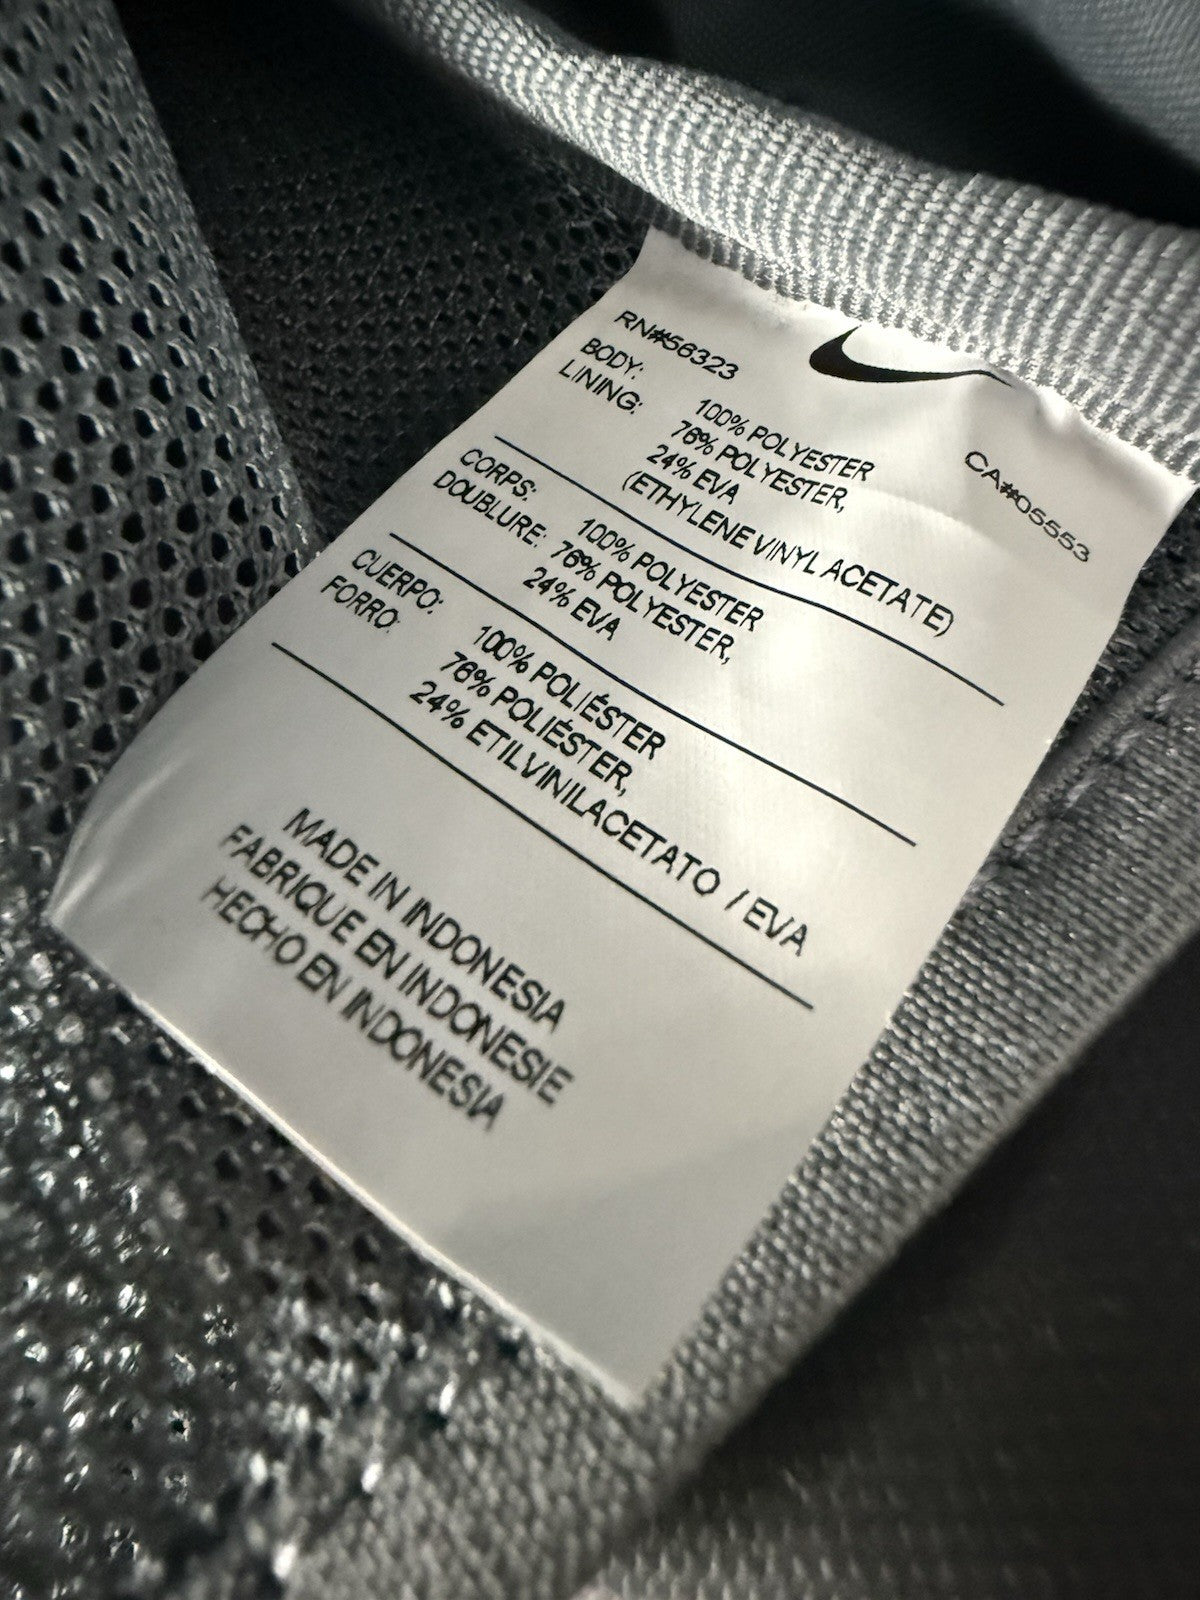 RN#56323
CA#05553
BODY: 100% POLYESTER
LINING: 76% POLYESTER,
24% EVA
(ETHYLENE VINYL ACETATE)
CORPS: 100% POLYESTER
DOUBLURE: 76% POLYESTER,
24% EVA
CUERPO: 100% POLIÉSTER
FORRO: 76% POLIÉSTER,
24% ETILVINILACETATO / EVA
MADE IN INDONESIA
FABRIQUE EN INDONESIE
HECHO EN INDONESIA